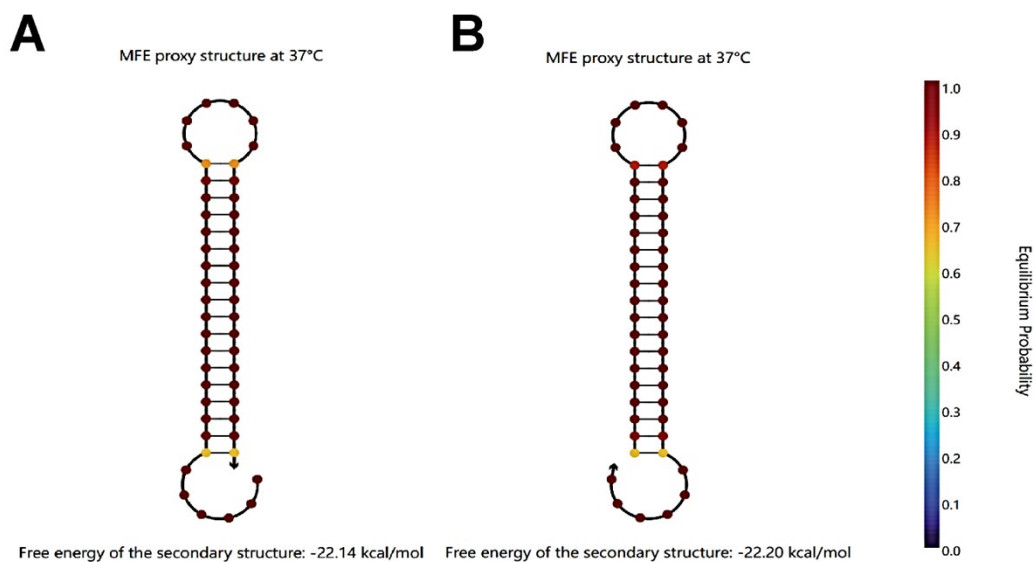 A
B
MFE proxy structure at 37°C
MFE proxy structure at 37°C
1.0
0.9
0.8
0.7
0.6
0.5
0.4
0.3
0.2
0.1
0.0
Equilibrium Probability
Free energy of the secondary structure: -22.14 kcal/mol
Free energy of the secondary structure: -22.20 kcal/mol